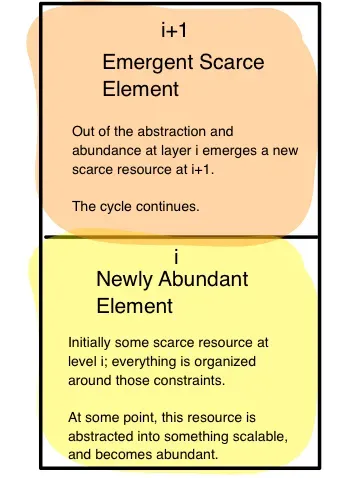 i+1
Emergent Scarce
Element
Out of the abstraction and
abundance at layer i emerges a new
scarce resource at i+1.
The cycle continues.
i
Newly Abundant
Element
Initially some scarce resource at
level i; everything is organized
around those constraints.
At some point, this resource is
abstracted into something scalable,
and becomes abundant.